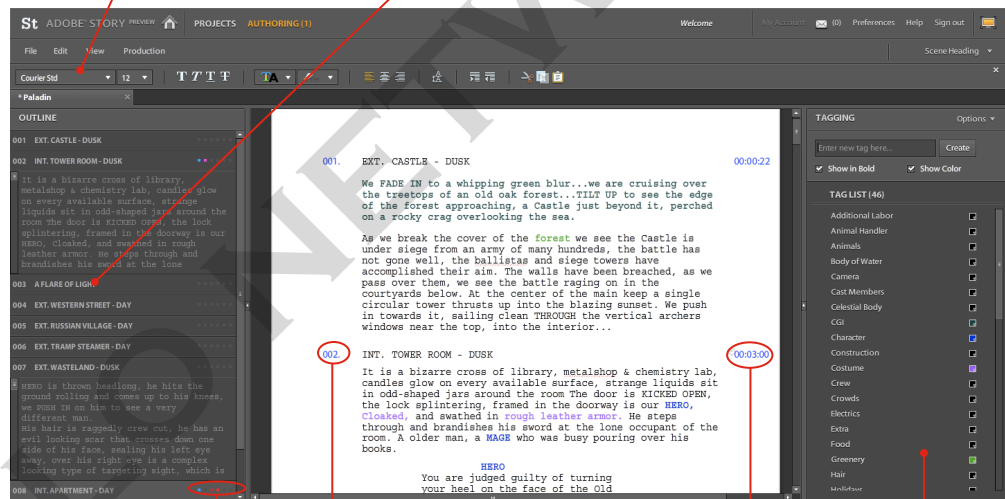 St ADOBE® STORY PREVIEW PROJECTS AUTHORING (1) Welcome My Account (0) Preferences Help Sign out
File Edit View Production Scene Heading
Courier Std 12 T T T T TA
* Paladin ×
OUTLINE
001 EXT. CASTLE - DUSK
002 INT. TOWER ROOM - DUSK
It is a bizarre cross of library,
metalshop & chemistry lab, candles glow
on every available surface, strange
liquids sit in odd-shaped jars around the
room The door is KICKED OPEN, the lock
splintering, framed in the doorway is our
HERO, Cloaked, and swathed in rough
leather armor. He steps through and
brandishes his sword at the lone
003 A FLARE OF LIGHT
004 EXT. WESTERN STREET - DAY
005 EXT. RUSSIAN VILLAGE - DAY
006 EXT. TRAMP STEAMER - DAY
007 EXT. WASTELAND - DUSK
HERO is thrown headlong, he hits the
ground rolling and comes up to his knees,
we PUSH IN on him to see a very
different man.
His hair is raggedly crew cut, he has an
evil looking scar that crosses down one
side of his face, sealing his left eye
away, over his right eye is a complex
looking type of targeting sight, which is
008 INT. APARTMENT - DAY
001. EXT. CASTLE - DUSK 00:00:22
We FADE IN to a whipping green blur...we are cruising over
the treetops of an old oak forest...TILT UP to see the edge
of the forest approaching, a Castle just beyond it, perched
on a rocky crag overlooking the sea.
As we break the cover of the forest we see the Castle is
under siege from an army of many hundreds, the battle has
not gone well, the ballistas and siege towers have
accomplished their aim. The walls have been breached, as we
pass over them, we see the battle raging on in the
courtyards below. At the center of the main keep a single
circular tower thrusts up into the blazing sunset. We push
in towards it, sailing clean THROUGH the vertical archers
windows near the top, into the interior...
002. INT. TOWER ROOM - DUSK 00:03:00
It is a bizarre cross of library, metalshop & chemistry lab,
candles glow on every available surface, strange liquids sit
in odd-shaped jars around the room The door is KICKED OPEN,
the lock splintering, framed in the doorway is our HERO,
Cloaked, and swathed in rough leather armor. He steps
through and brandishes his sword at the lone occupant of the
room. A older man, a MAGE who was busy pouring over his
books.
HERO
You are judged guilty of turning
your heel on the face of the Old
TAGGING Options
Enter new tag here... Create
Show in Bold Show Color
TAG LIST (46)
Additional Labor
Animal Handler
Animals
Body of Water
Camera
Cast Members
Celestial Body
CGI
Character
Construction
Costume
Crew
Crowds
Electrics
Extra
Food
Greenery
Hair
Holidays